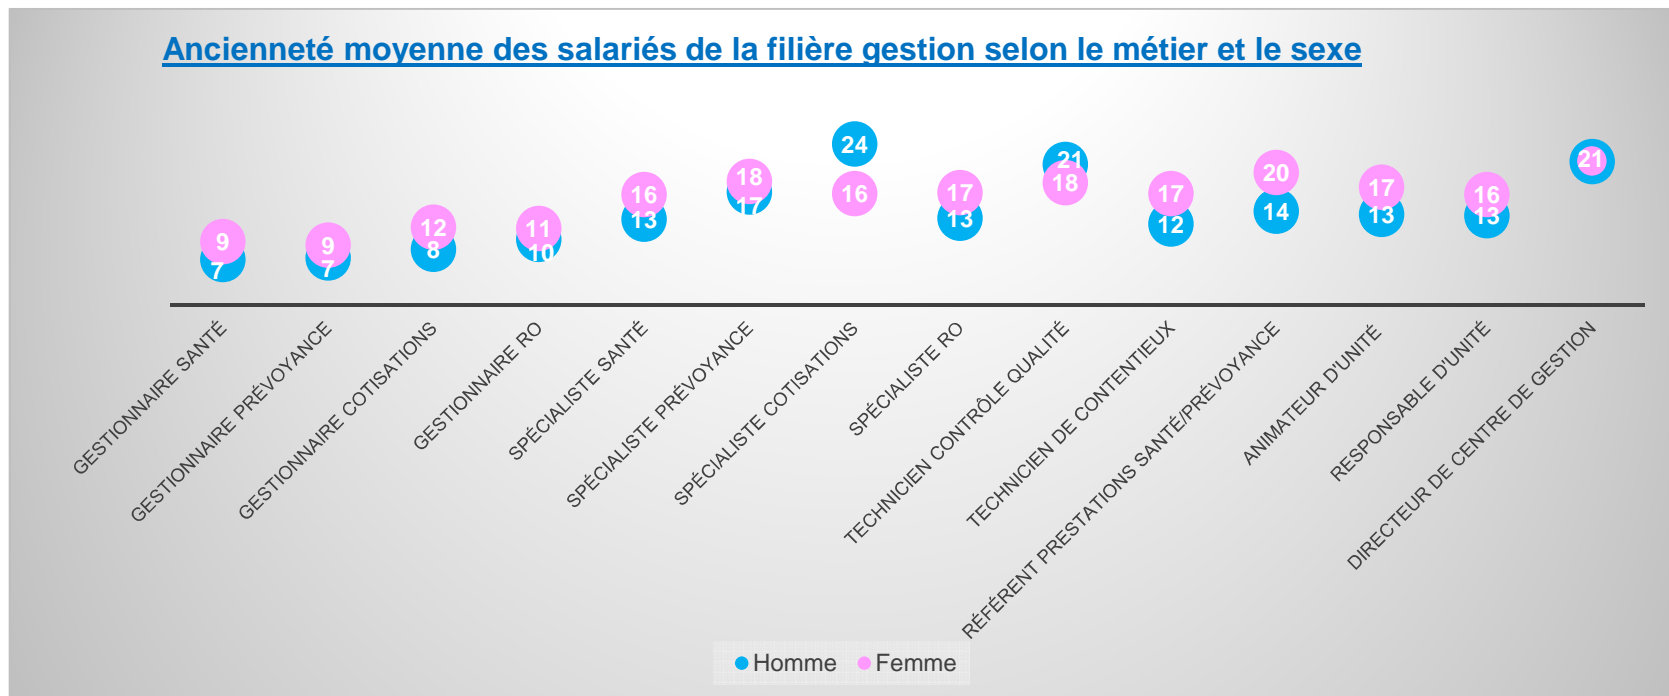 Ancienneté moyenne des salariés de la filière gestion selon le métier et le sexe
24
21
21
18
20
18
16
17
16
17
17
17
16
13
13
12
14
13
13
12
11
9
9
8
10
7
7
GESTIONNAIRE SANTÉ
GESTIONNAIRE PRÉVOYANCE
GESTIONNAIRE COTISATIONS
GESTIONNAIRE RO
SPÉCIALISTE SANTÉ
SPÉCIALISTE PRÉVOYANCE
SPÉCIALISTE COTISATIONS
SPÉCIALISTE RO
TECHNICIEN CONTRÔLE QUALITÉ
TECHNICIEN DE CONTENTIEUX
RÉFÉRENT PRESTATIONS SANTÉ/PRÉVOYANCE
ANIMATEUR D'UNITÉ
RESPONSABLE D'UNITÉ
DIRECTEUR DE CENTRE DE GESTION
Homme Femme